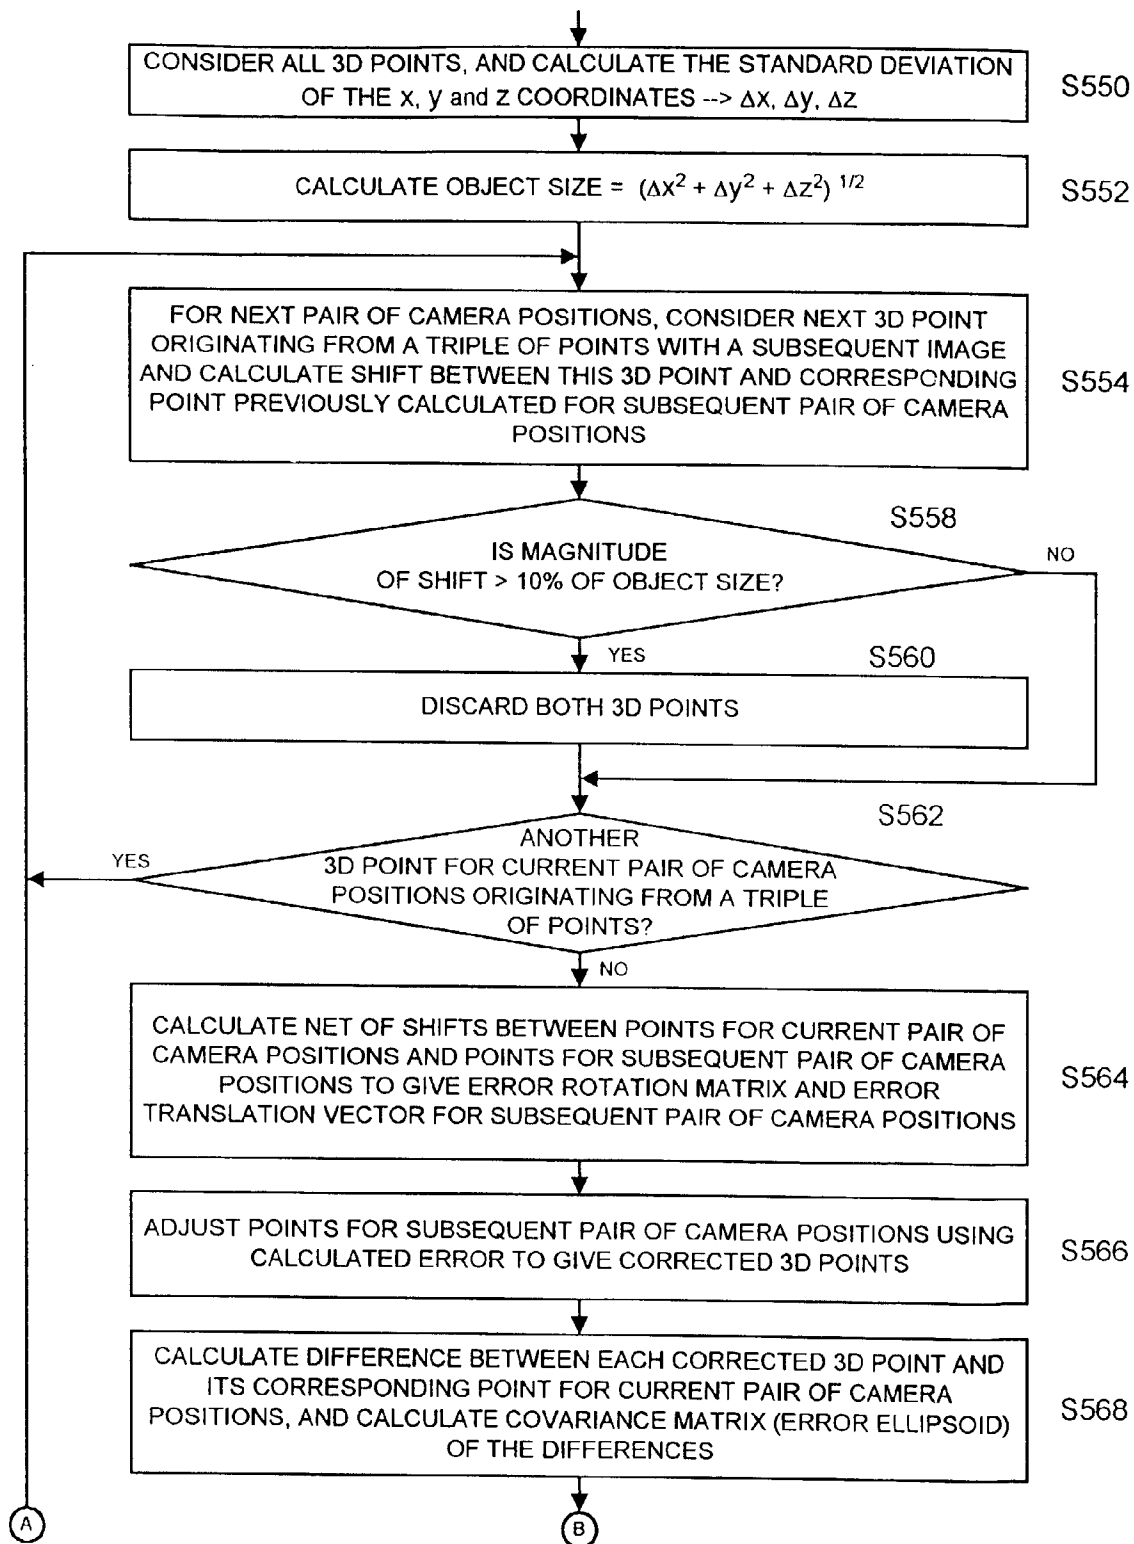 CONSIDER ALL 3D POINTS, AND CALCULATE THE STANDARD DEVIATION
OF THE x, y and z COORDINATES --> Δx, Δy, Δz
S550
CALCULATE OBJECT SIZE = (Δx² + Δy² + Δz²) ¹/²
S552
FOR NEXT PAIR OF CAMERA POSITIONS, CONSIDER NEXT 3D POINT
ORIGINATING FROM A TRIPLE OF POINTS WITH A SUBSEQUENT IMAGE
AND CALCULATE SHIFT BETWEEN THIS 3D POINT AND CORRESPONDING
POINT PREVIOUSLY CALCULATED FOR SUBSEQUENT PAIR OF CAMERA
POSITIONS
S554
S558
IS MAGNITUDE
OF SHIFT > 10% OF OBJECT SIZE?
NO
YES
S560
DISCARD BOTH 3D POINTS
S562
ANOTHER
3D POINT FOR CURRENT PAIR OF CAMERA
POSITIONS ORIGINATING FROM A TRIPLE
OF POINTS?
YES
NO
CALCULATE NET OF SHIFTS BETWEEN POINTS FOR CURRENT PAIR OF
CAMERA POSITIONS AND POINTS FOR SUBSEQUENT PAIR OF CAMERA
POSITIONS TO GIVE ERROR ROTATION MATRIX AND ERROR
TRANSLATION VECTOR FOR SUBSEQUENT PAIR OF CAMERA POSITIONS
S564
ADJUST POINTS FOR SUBSEQUENT PAIR OF CAMERA POSITIONS USING
CALCULATED ERROR TO GIVE CORRECTED 3D POINTS
S566
CALCULATE DIFFERENCE BETWEEN EACH CORRECTED 3D POINT AND
ITS CORRESPONDING POINT FOR CURRENT PAIR OF CAMERA
POSITIONS, AND CALCULATE COVARIANCE MATRIX (ERROR ELLIPSOID)
OF THE DIFFERENCES
S568
A
B